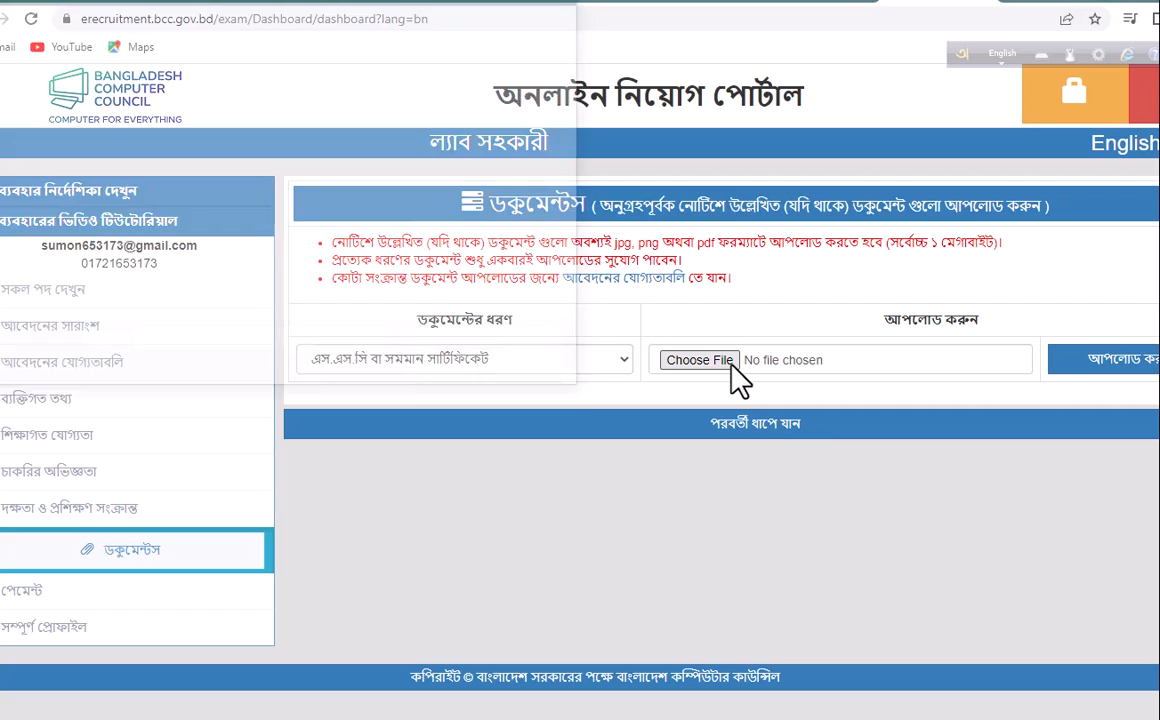 erecruitment.bcc.gov.bd/exam/Dashboard/dashboard?lang=bn
mail YouTube Maps
অ English
BANGLADESH
COMPUTER
COUNCIL
COMPUTER FOR EVERYTHING
অনলাইন নিয়োগ পোর্টাল
ল্যাব সহকারী
English
ব্যবহার নির্দেশিকা দেখুন
ব্যবহারের ভিডিও টিউটোরিয়াল
sumon653173@gmail.com
01721653173
সকল পদ দেখুন
আবেদনের সারাংশ
আবেদনের যোগ্যতাবলি
ব্যক্তিগত তথ্য
শিক্ষাগত যোগ্যতা
চাকরির অভিজ্ঞতা
দক্ষতা ও প্রশিক্ষণ সংক্রান্ত
ডকুমেন্টস
পেমেন্ট
সম্পূর্ণ প্রোফাইল
ডকুমেন্টস ( অনুগ্রহপূর্বক নোটিশে উল্লেখিত (যদি থাকে) ডকুমেন্ট গুলো আপলোড করুন )
নোটিশে উল্লেখিত (যদি থাকে) ডকুমেন্ট গুলো অবশ্যই jpg, png অথবা pdf ফরম্যাটে আপলোড করতে হবে (সর্বোচ্চ ১ মেগাবাইট)।
প্রত্যেক ধরণের ডকুমেন্ট শুধু একবারই আপলোডের সুযোগ পাবেন।
কোটা সংক্রান্ত ডকুমেন্ট আপলোডের জন্যে আবেদনের যোগ্যতাবলি তে যান।
ডকুমেন্টের ধরণ
আপলোড করুন
এস.এস.সি বা সমমান সার্টিফিকেট
Choose File No file chosen
আপলোড কর
পরবর্তী ধাপে যান
কপিরাইট © বাংলাদেশ সরকারের পক্ষে বাংলাদেশ কম্পিউটার কাউন্সিল